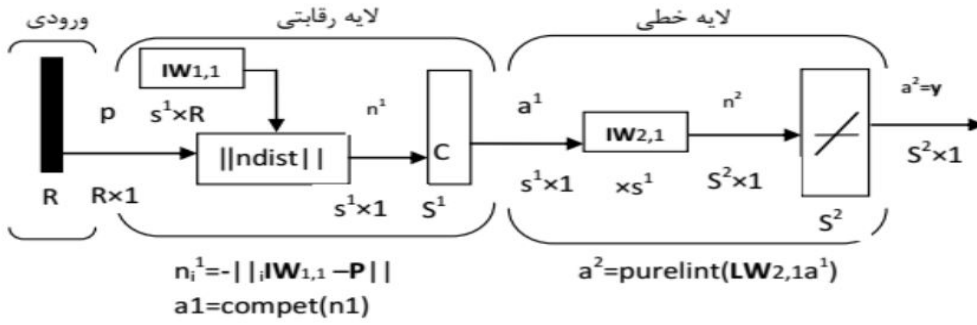 ورودی
لایه رقابتی
لایه خطی
IW1,1
p
s¹×R
n¹
a¹
n²
a²=y
||ndist||
C
IW2,1
R
R×1
s¹×1
S¹
s¹×1
×s¹
S²×1
S²
S²×1
nᵢ¹=-||ᵢIW1,1 –P||
a1=compet(n1)
a²=purelint(LW2,1a¹)